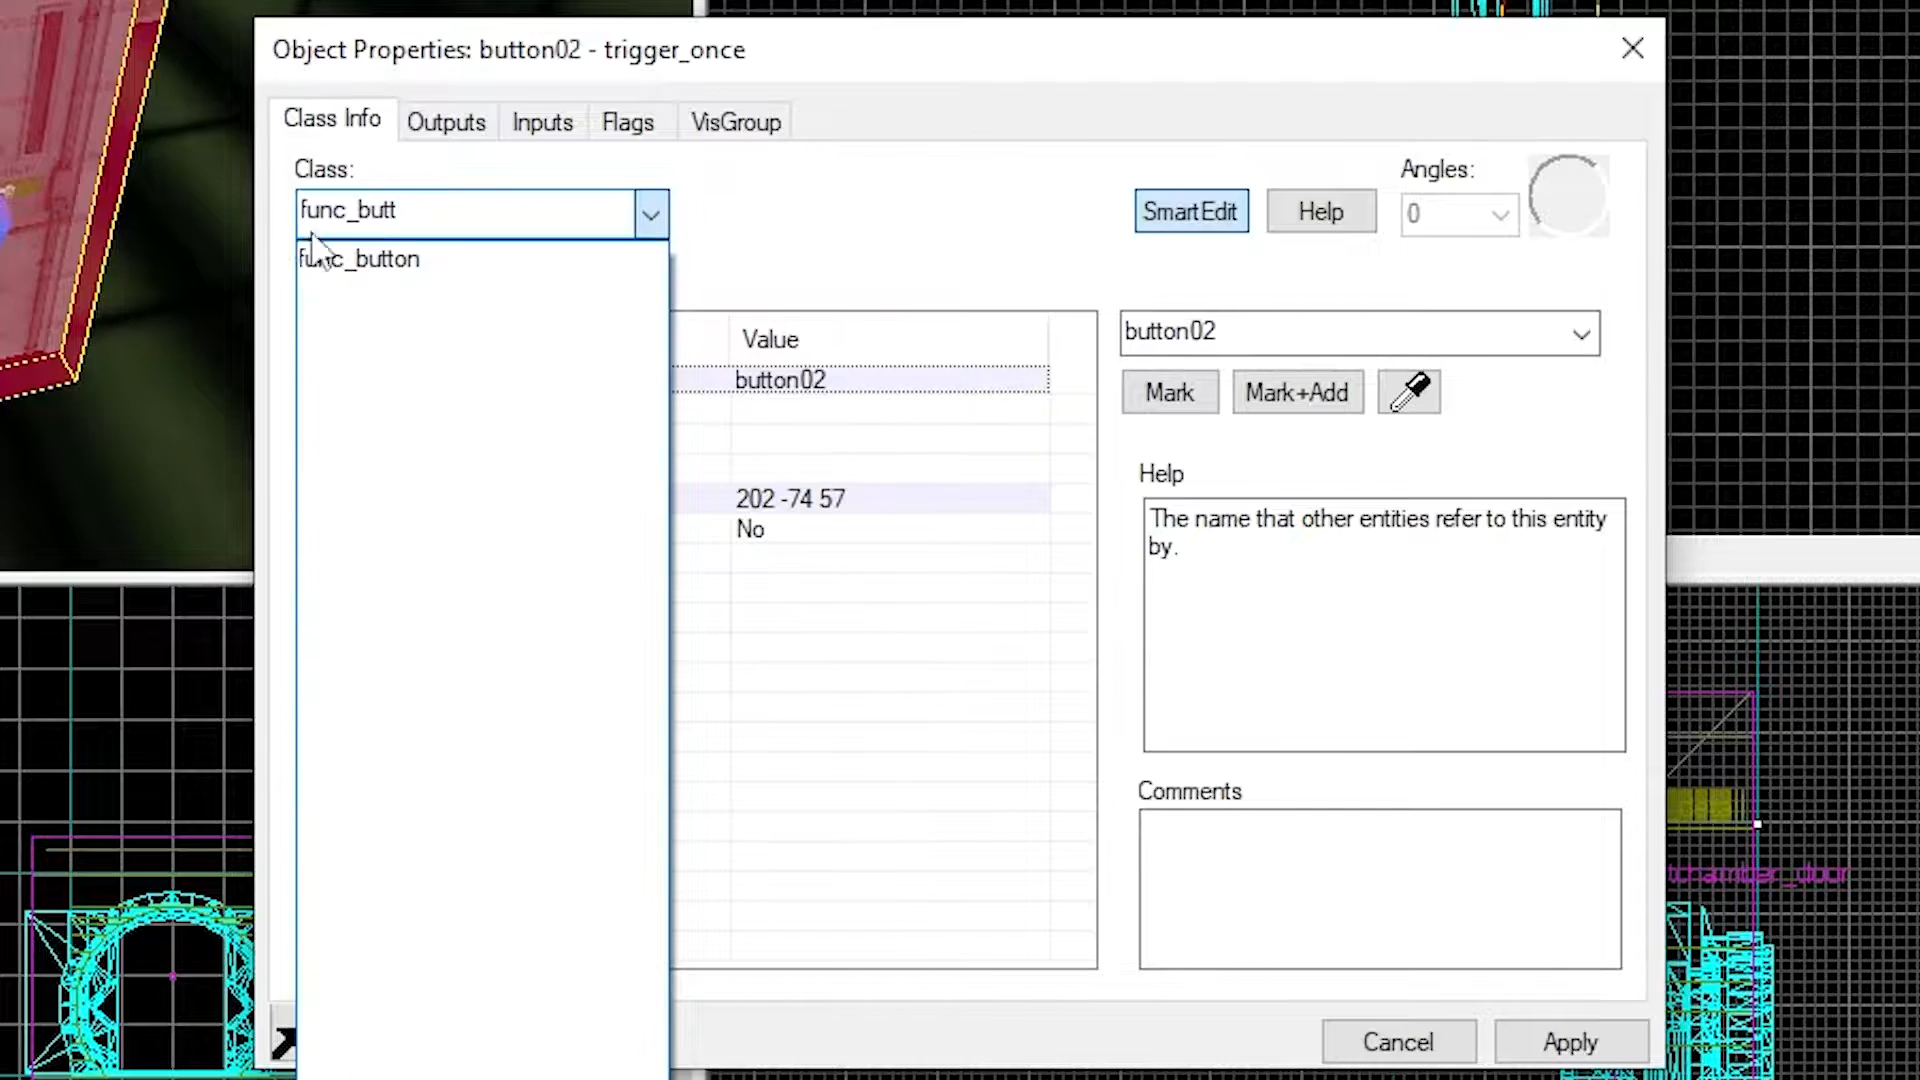 Object Properties: button02 - trigger_once
Class Info
Outputs
Inputs
Flags
VisGroup
Class:
func_butt
func_button
SmartEdit
Help
Angles:
0
Value
button02
202 -74 57
No
button02
Mark
Mark+Add
Help
The name that other entities refer to this entity
by.
Comments
Cancel
Apply